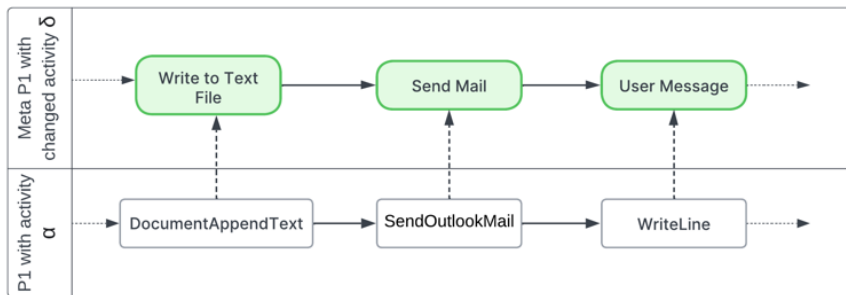 Meta P1 with
changed activity δ
Write to Text
File
Send Mail
User Message
P1 with activity
α
DocumentAppendText
SendOutlookMail
WriteLine